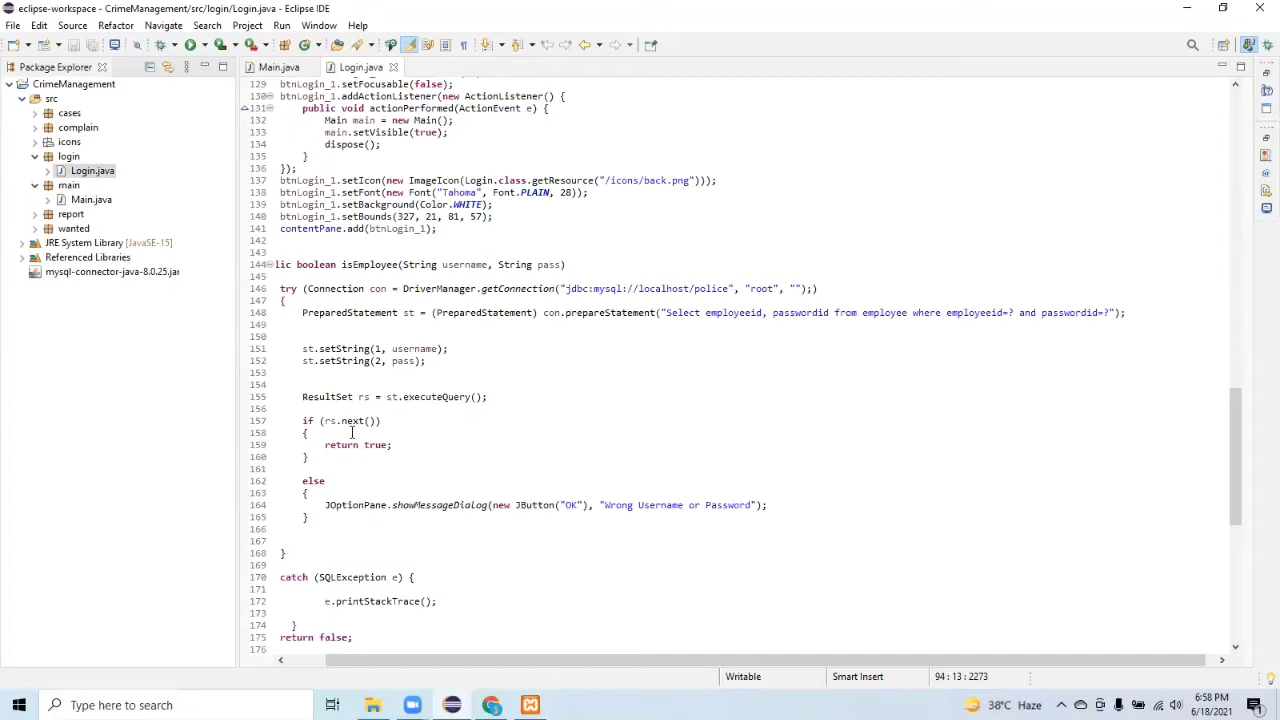 eclipse-workspace - CrimeManagement/src/login/Login.java - Eclipse IDE
File Edit Source Refactor Navigate Search Project Run Window Help
Package Explorer
Main.java
Login.java
CrimeManagement
src
cases
complain
icons
login
Login.java
main
Main.java
report
wanted
JRE System Library [JavaSE-15]
Referenced Libraries
mysql-connector-java-8.0.25.jar
129 btnLogin_1.setFocusable(false);
130 btnLogin_1.addActionListener(new ActionListener() {
131 public void actionPerformed(ActionEvent e) {
132 Main main = new Main();
133 main.setVisible(true);
134 dispose();
135 }
136 });
137 btnLogin_1.setIcon(new ImageIcon(Login.class.getResource("/icons/back.png")));
138 btnLogin_1.setFont(new Font("Tahoma", Font.PLAIN, 28));
139 btnLogin_1.setBackground(Color.WHITE);
140 btnLogin_1.setBounds(327, 21, 81, 57);
141 contentPane.add(btnLogin_1);
142
143
144 lic boolean isEmployee(String username, String pass)
145
146 try (Connection con = DriverManager.getConnection("jdbc:mysql://localhost/police", "root", "");)
147 {
148 PreparedStatement st = (PreparedStatement) con.prepareStatement("Select employeeid, passwordid from employee where employeeid=? and passwordid=?");
149
150
151 st.setString(1, username);
152 st.setString(2, pass);
153
154
155 ResultSet rs = st.executeQuery();
156
157 if (rs.next())
158 {
159 return true;
160 }
161
162 else
163 {
164 JOptionPane.showMessageDialog(new JButton("OK"), "Wrong Username or Password");
165 }
166
167
168 }
169
170 catch (SQLException e) {
171
172 e.printStackTrace();
173
174 }
175 return false;
176
Writable
Smart Insert
94 : 13 : 2273
Type here to search
38°C Haze
6:58 PM
6/18/2021